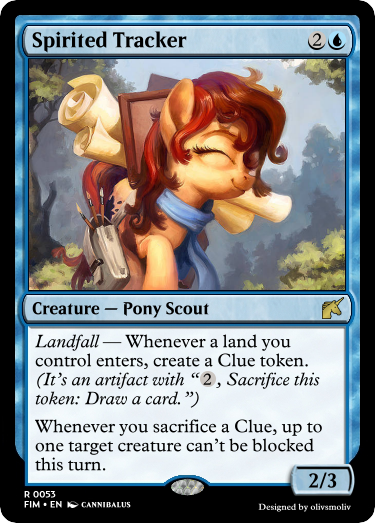 Spirited Tracker 2
Creature — Pony Scout
Landfall — Whenever a land you
control enters, create a Clue token.
(It's an artifact with “2, Sacrifice this
token: Draw a card.”)
Whenever you sacrifice a Clue, up to
one target creature can't be blocked
this turn.
2/3
R 0053
FIM • EN CANNIBALUS
Designed by olivsmoliv